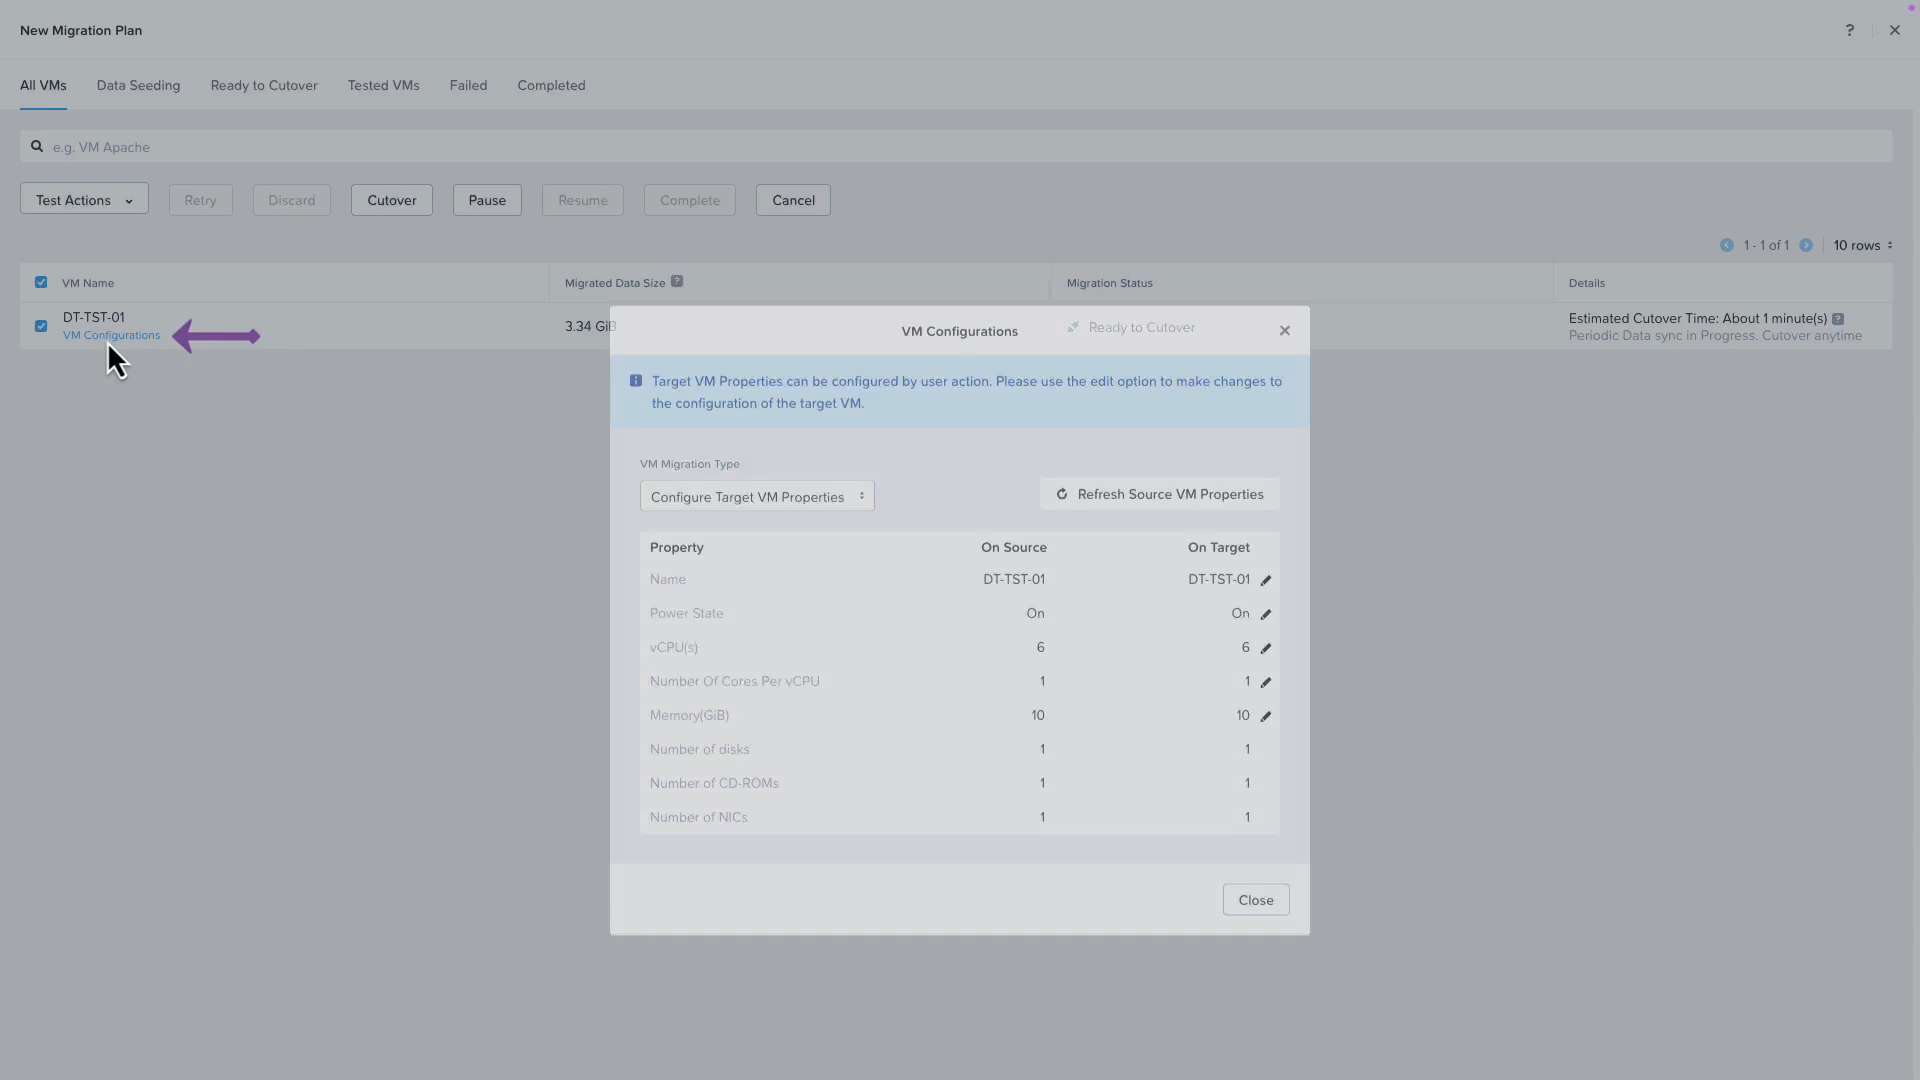 New Migration Plan
?
All VMs Data Seeding Ready to Cutover Tested VMs Failed Completed
e.g. VM Apache
Test Actions Retry Discard Cutover Pause Resume Complete Cancel
1 - 1 of 1 10 rows
VM Name Migrated Data Size ? Migration Status Details
DT-TST-01
VM Configurations
3.34 GiB
Ready to Cutover
Estimated Cutover Time: About 1 minute(s) ?
Periodic Data sync in Progress. Cutover anytime
VM Configurations
Target VM Properties can be configured by user action. Please use the edit option to make changes to
the configuration of the target VM.
VM Migration Type
Configure Target VM Properties Refresh Source VM Properties
Property On Source On Target
Name DT-TST-01 DT-TST-01
Power State On On
vCPU(s) 6 6
Number Of Cores Per vCPU 1 1
Memory(GiB) 10 10
Number of disks 1 1
Number of CD-ROMs 1 1
Number of NICs 1 1
Close